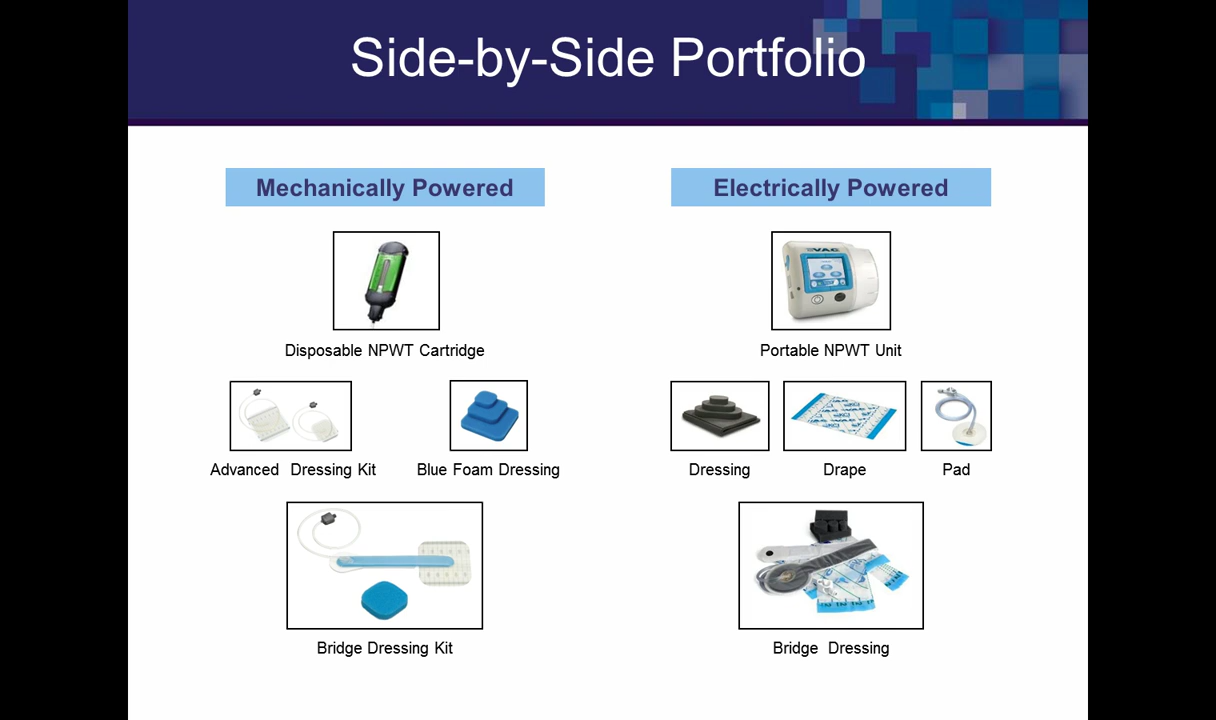 Side-by-Side Portfolio
Mechanically Powered
Electrically Powered
V.A.C.
Disposable NPWT Cartridge
Portable NPWT Unit
Advanced Dressing Kit
Blue Foam Dressing
Dressing
Drape
Pad
Bridge Dressing Kit
Bridge Dressing